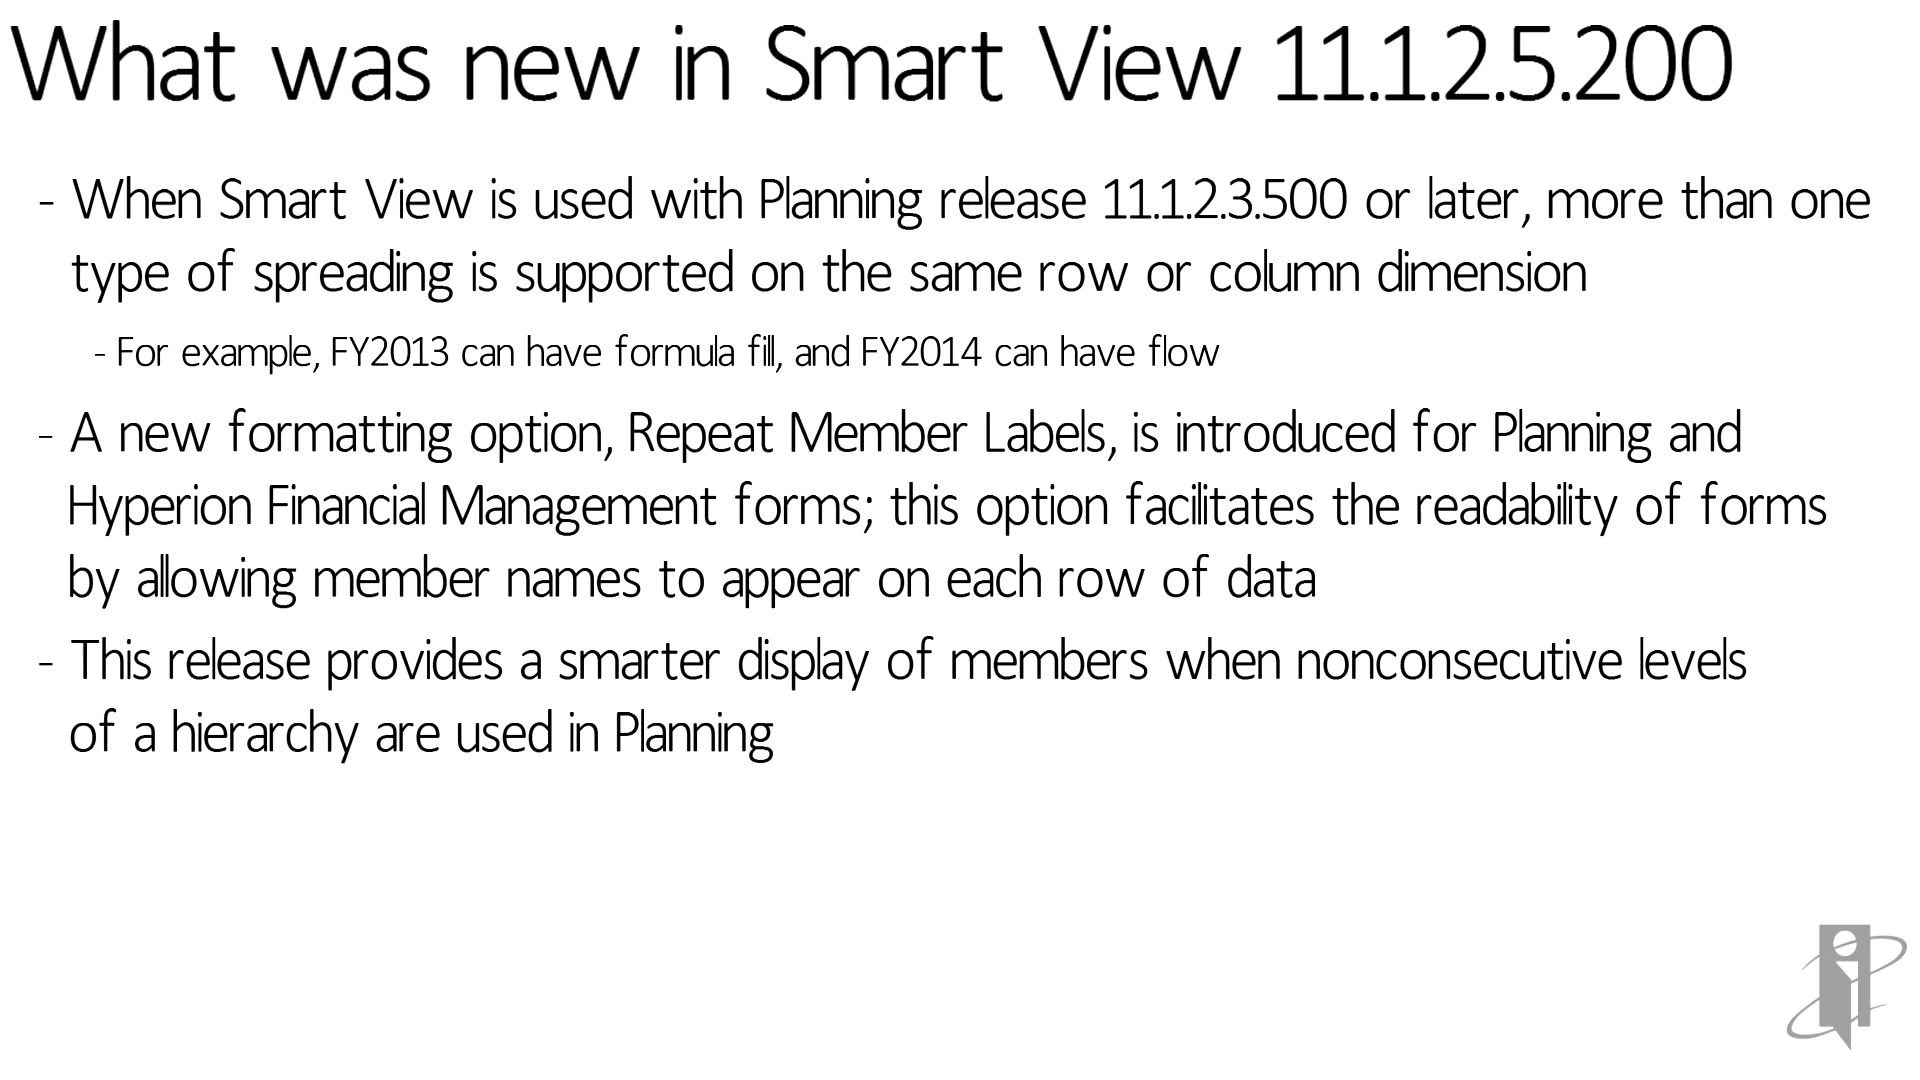 What was new in Smart View 11.1.2.5.200
- When Smart View is used with Planning release 11.1.2.3.500 or later, more than one
type of spreading is supported on the same row or column dimension
- For example, FY2013 can have formula fill, and FY2014 can have flow
- A new formatting option, Repeat Member Labels, is introduced for Planning and
Hyperion Financial Management forms; this option facilitates the readability of forms
by allowing member names to appear on each row of data
- This release provides a smarter display of members when nonconsecutive levels
of a hierarchy are used in Planning